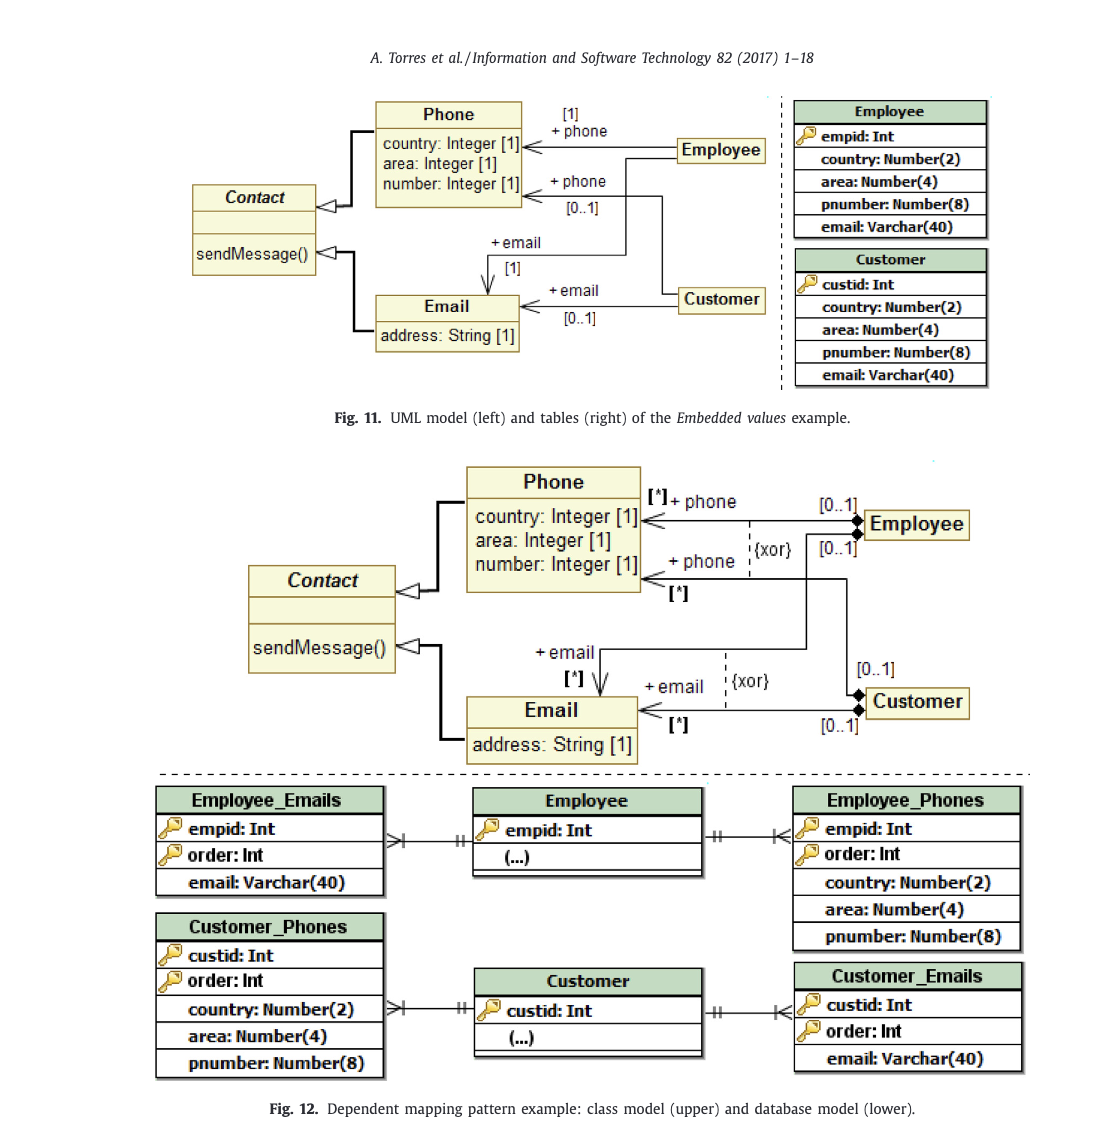 A. Torres et al. / Information and Software Technology 82 (2017) 1–18
Phone
country: Integer [1]
area: Integer [1]
number: Integer [1]
[1]
+ phone
Employee
+ phone
[0..1]
Contact
sendMessage()
+ email
[1]
Email
address: String [1]
+ email
[0..1]
Customer
Employee
empid: Int
country: Number(2)
area: Number(4)
pnumber: Number(8)
email: Varchar(40)
Customer
custid: Int
country: Number(2)
area: Number(4)
pnumber: Number(8)
email: Varchar(40)
Fig. 11. UML model (left) and tables (right) of the Embedded values example.
Phone
country: Integer [1]
area: Integer [1]
number: Integer [1]
[*] + phone
[0..1]
Employee
[0..1]
{xor}
+ phone
[*]
Contact
sendMessage()
+ email
[*]
+ email
{xor}
[0..1]
Customer
[0..1]
[*]
Email
address: String [1]
Employee_Emails
empid: Int
order: Int
email: Varchar(40)
Employee
empid: Int
(...)
Employee_Phones
empid: Int
order: Int
country: Number(2)
area: Number(4)
pnumber: Number(8)
Customer_Phones
custid: Int
order: Int
country: Number(2)
area: Number(4)
pnumber: Number(8)
Customer
custid: Int
(...)
Customer_Emails
custid: Int
order: Int
email: Varchar(40)
Fig. 12. Dependent mapping pattern example: class model (upper) and database model (lower).